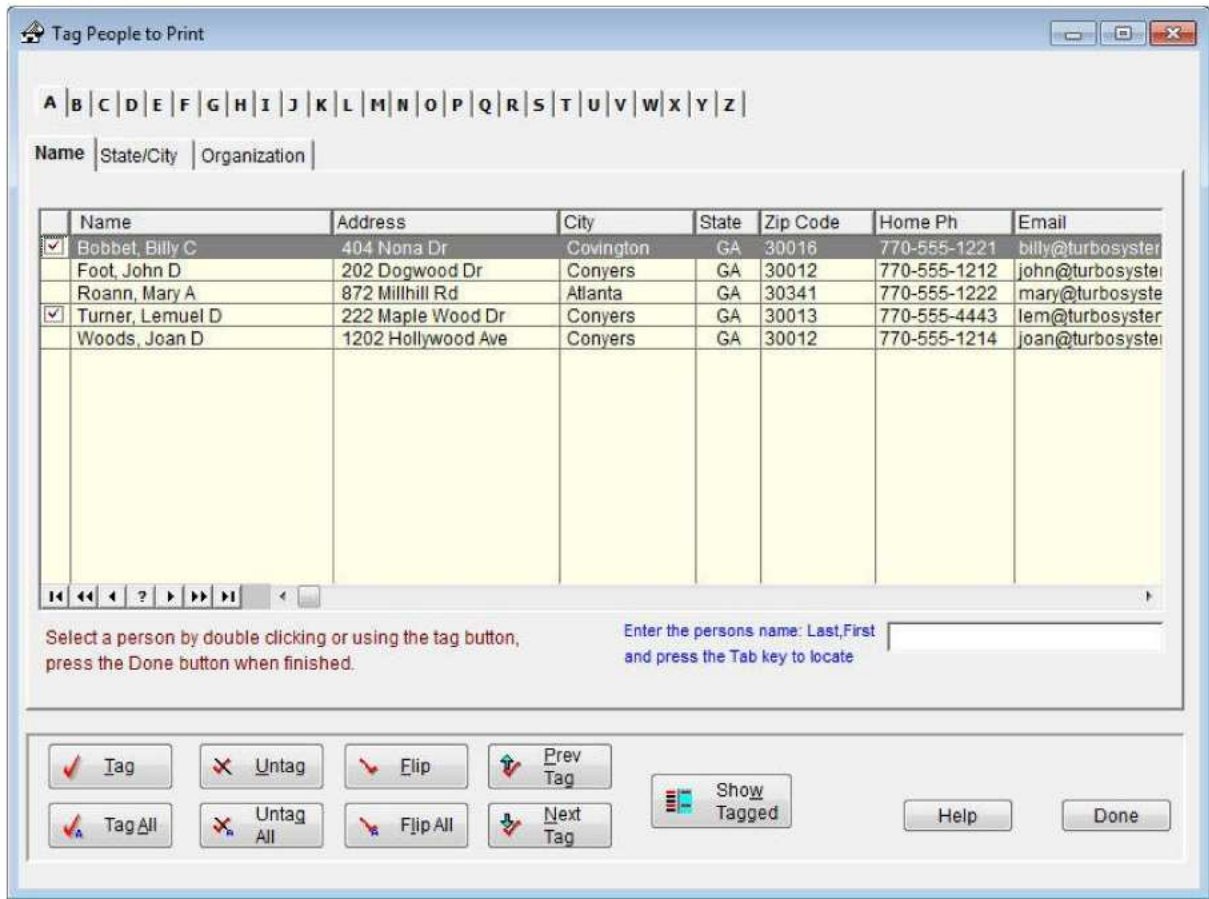 Tag People to Print
A B C D E F G H I J K L M N O P Q R S T U V W X Y Z
Name State/City Organization
Name Address City State Zip Code Home Ph Email
Bobbet, Billy C 404 Nona Dr Covington GA 30016 770-555-1221 billy@turbosyster
Foot, John D 202 Dogwood Dr Conyers GA 30012 770-555-1212 john@turbosyste
Roann, Mary A 872 Millhill Rd Atlanta GA 30341 770-555-1222 mary@turbosyste
Turner, Lemuel D 222 Maple Wood Dr Conyers GA 30013 770-555-4443 lem@turbosyster
Woods, Joan D 1202 Hollywood Ave Conyers GA 30012 770-555-1214 joan@turbosyste
?
Select a person by double clicking or using the tag button,
press the Done button when finished.
Enter the persons name: Last,First
and press the Tab key to locate
Tag Untag Flip Prev Tag
Tag All Untag All Flip All Next Tag
Show Tagged
Help Done